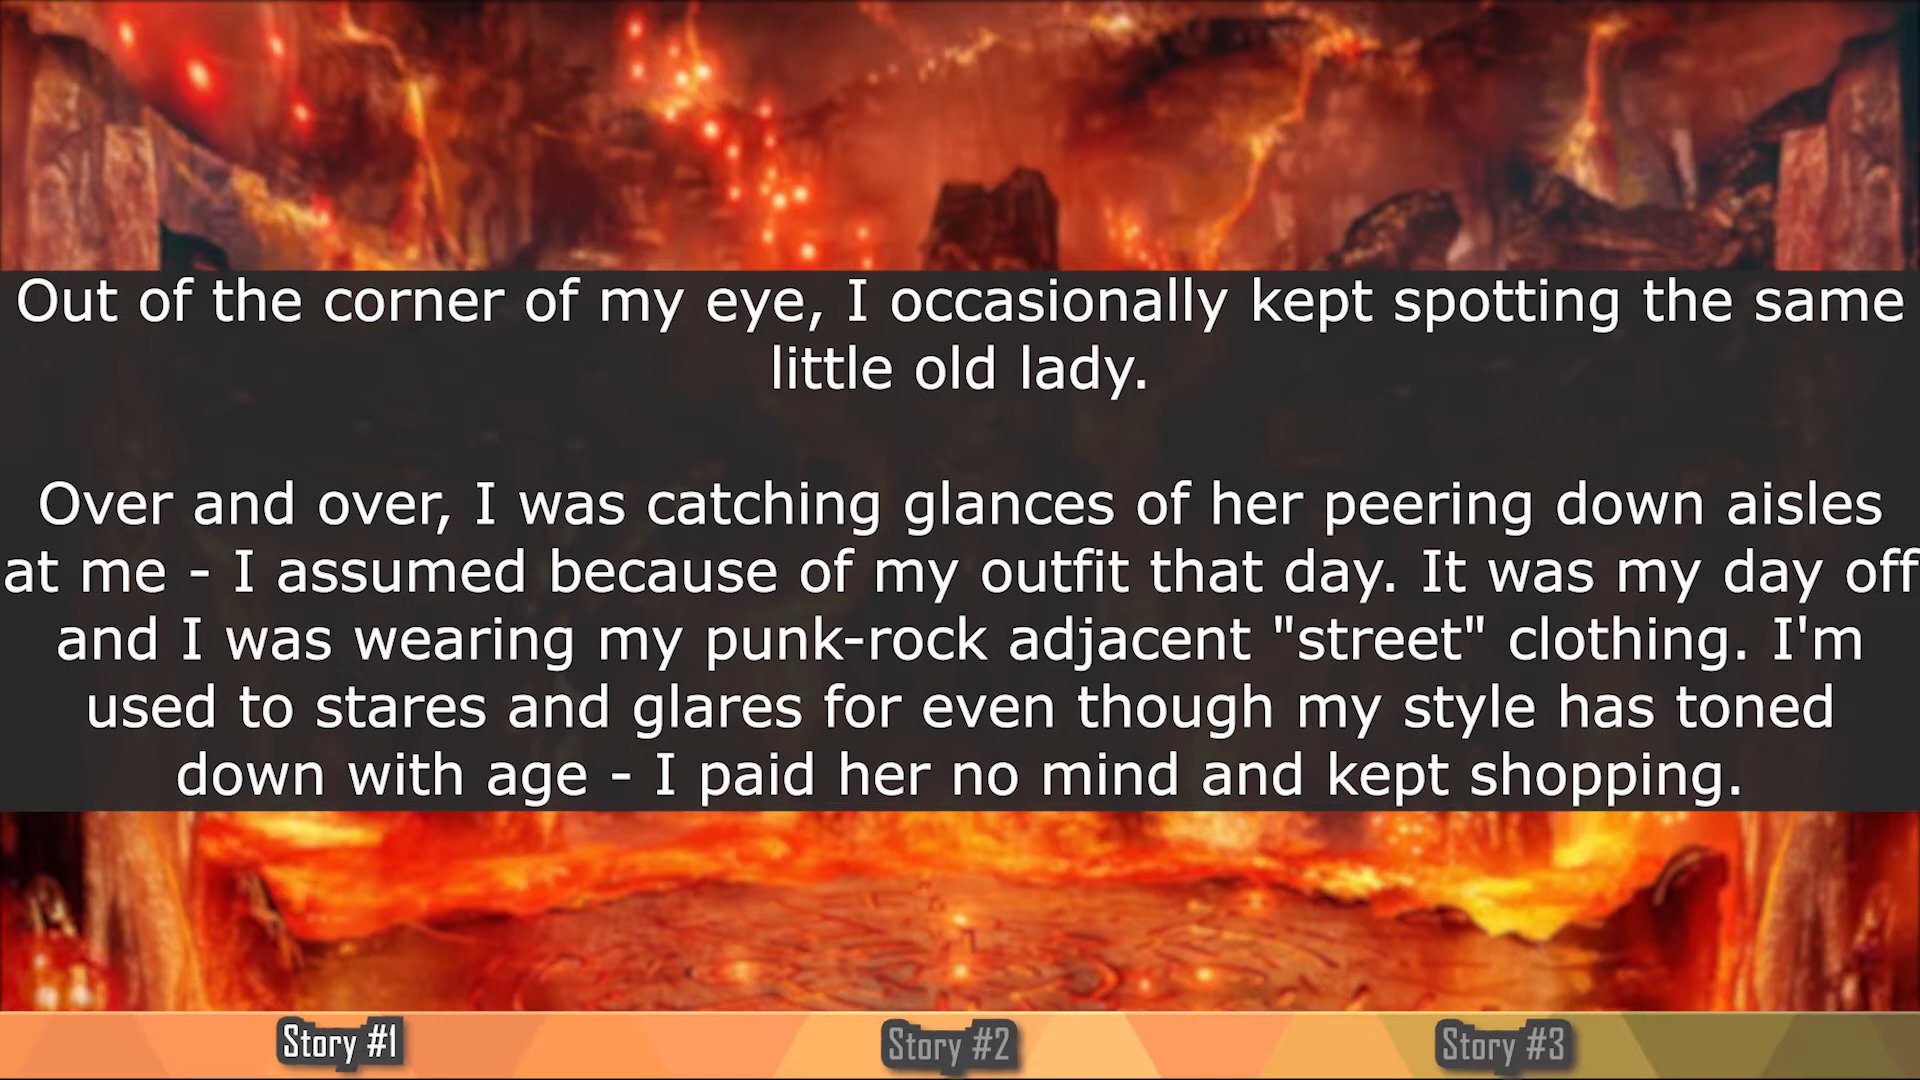 Out of the corner of my eye, I occasionally kept spotting the same
little old lady.
Over and over, I was catching glances of her peering down aisles
at me - I assumed because of my outfit that day. It was my day off
and I was wearing my punk-rock adjacent "street" clothing. I'm
used to stares and glares for even though my style has toned
down with age - I paid her no mind and kept shopping.
Story #1
Story #2
Story #3